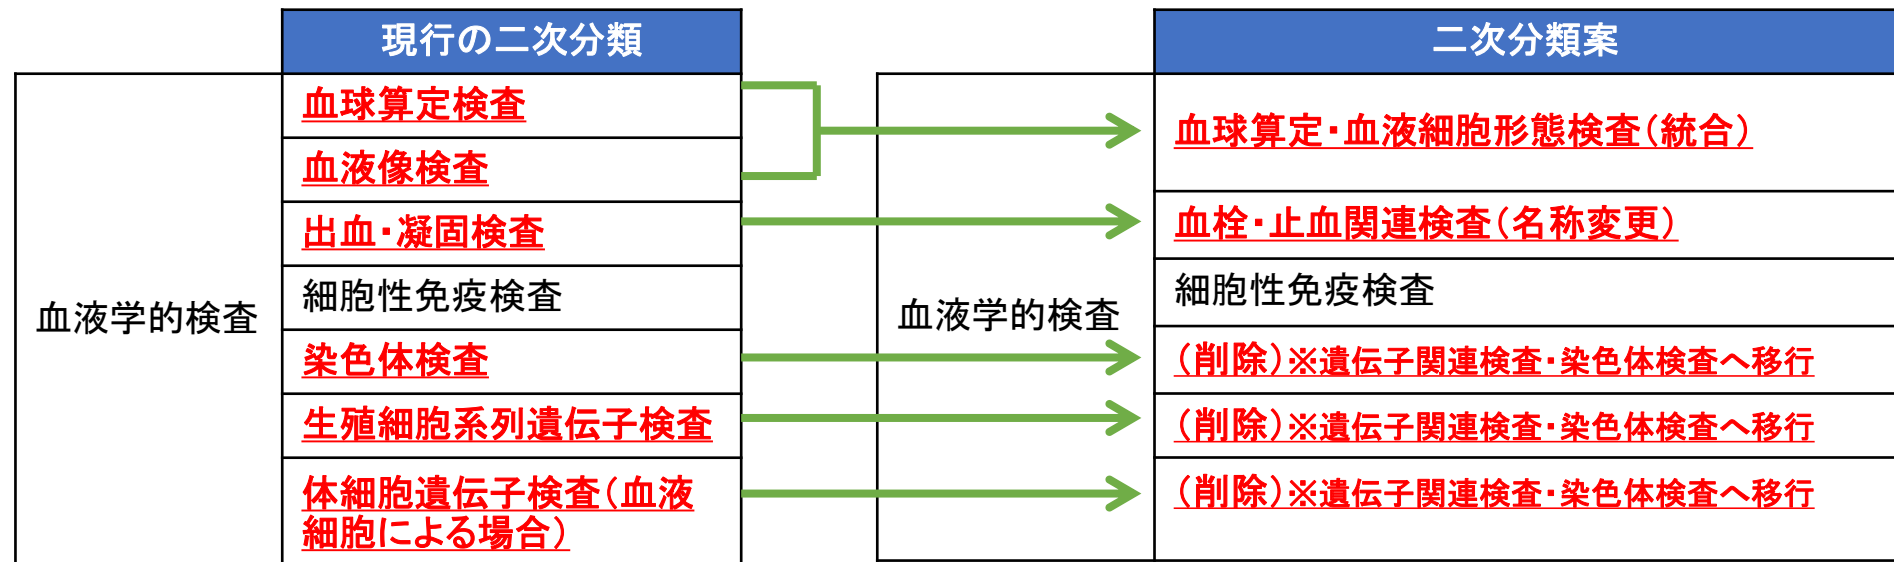 現行の二次分類
血液学的検査
血球算定検査
血液像検査
出血・凝固検査
細胞性免疫検査
染色体検査
生殖細胞系列遺伝子検査
体細胞遺伝子検査（血液
細胞による場合）
二次分類案
血液学的検査
血球算定・血液細胞形態検査（統合）
血栓・止血関連検査（名称変更）
細胞性免疫検査
（削除）※遺伝子関連検査・染色体検査へ移行
（削除）※遺伝子関連検査・染色体検査へ移行
（削除）※遺伝子関連検査・染色体検査へ移行